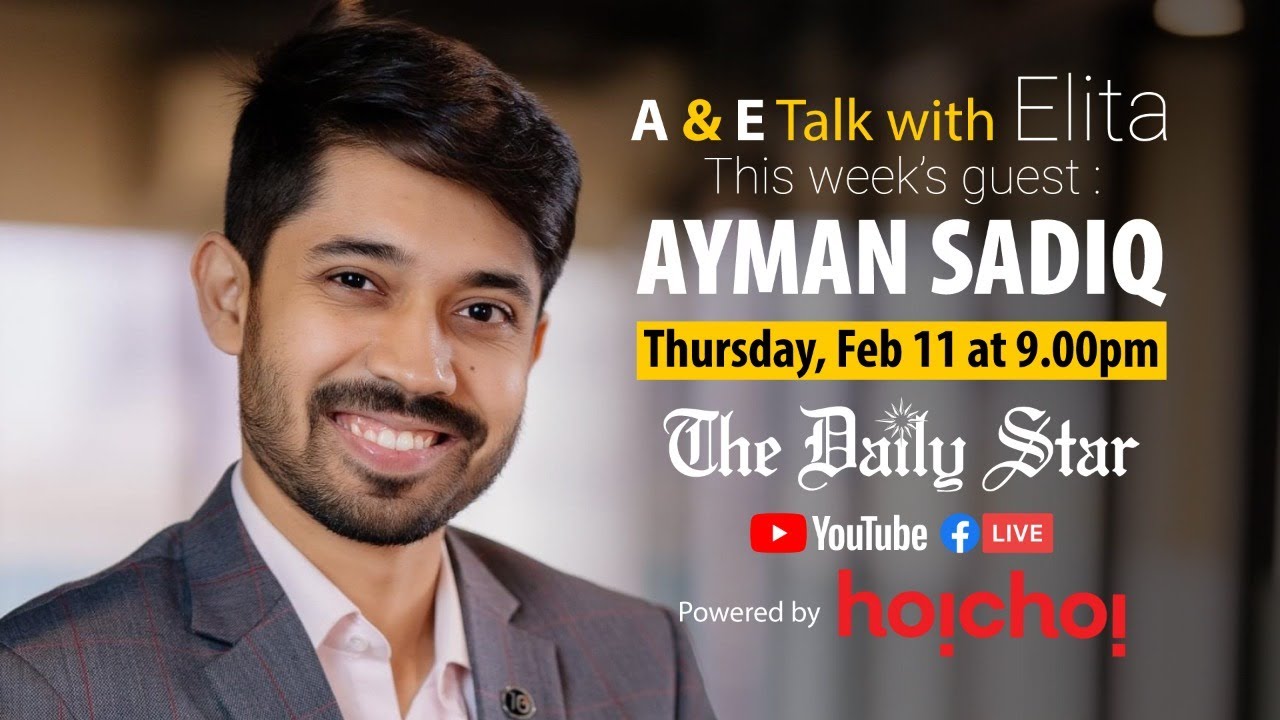 A & E Talk with Elita
This week's guest :
AYMAN SADIQ
Thursday, Feb 11 at 9.00pm
The Daily Star
YouTube f LIVE
Powered by hoichoi
10